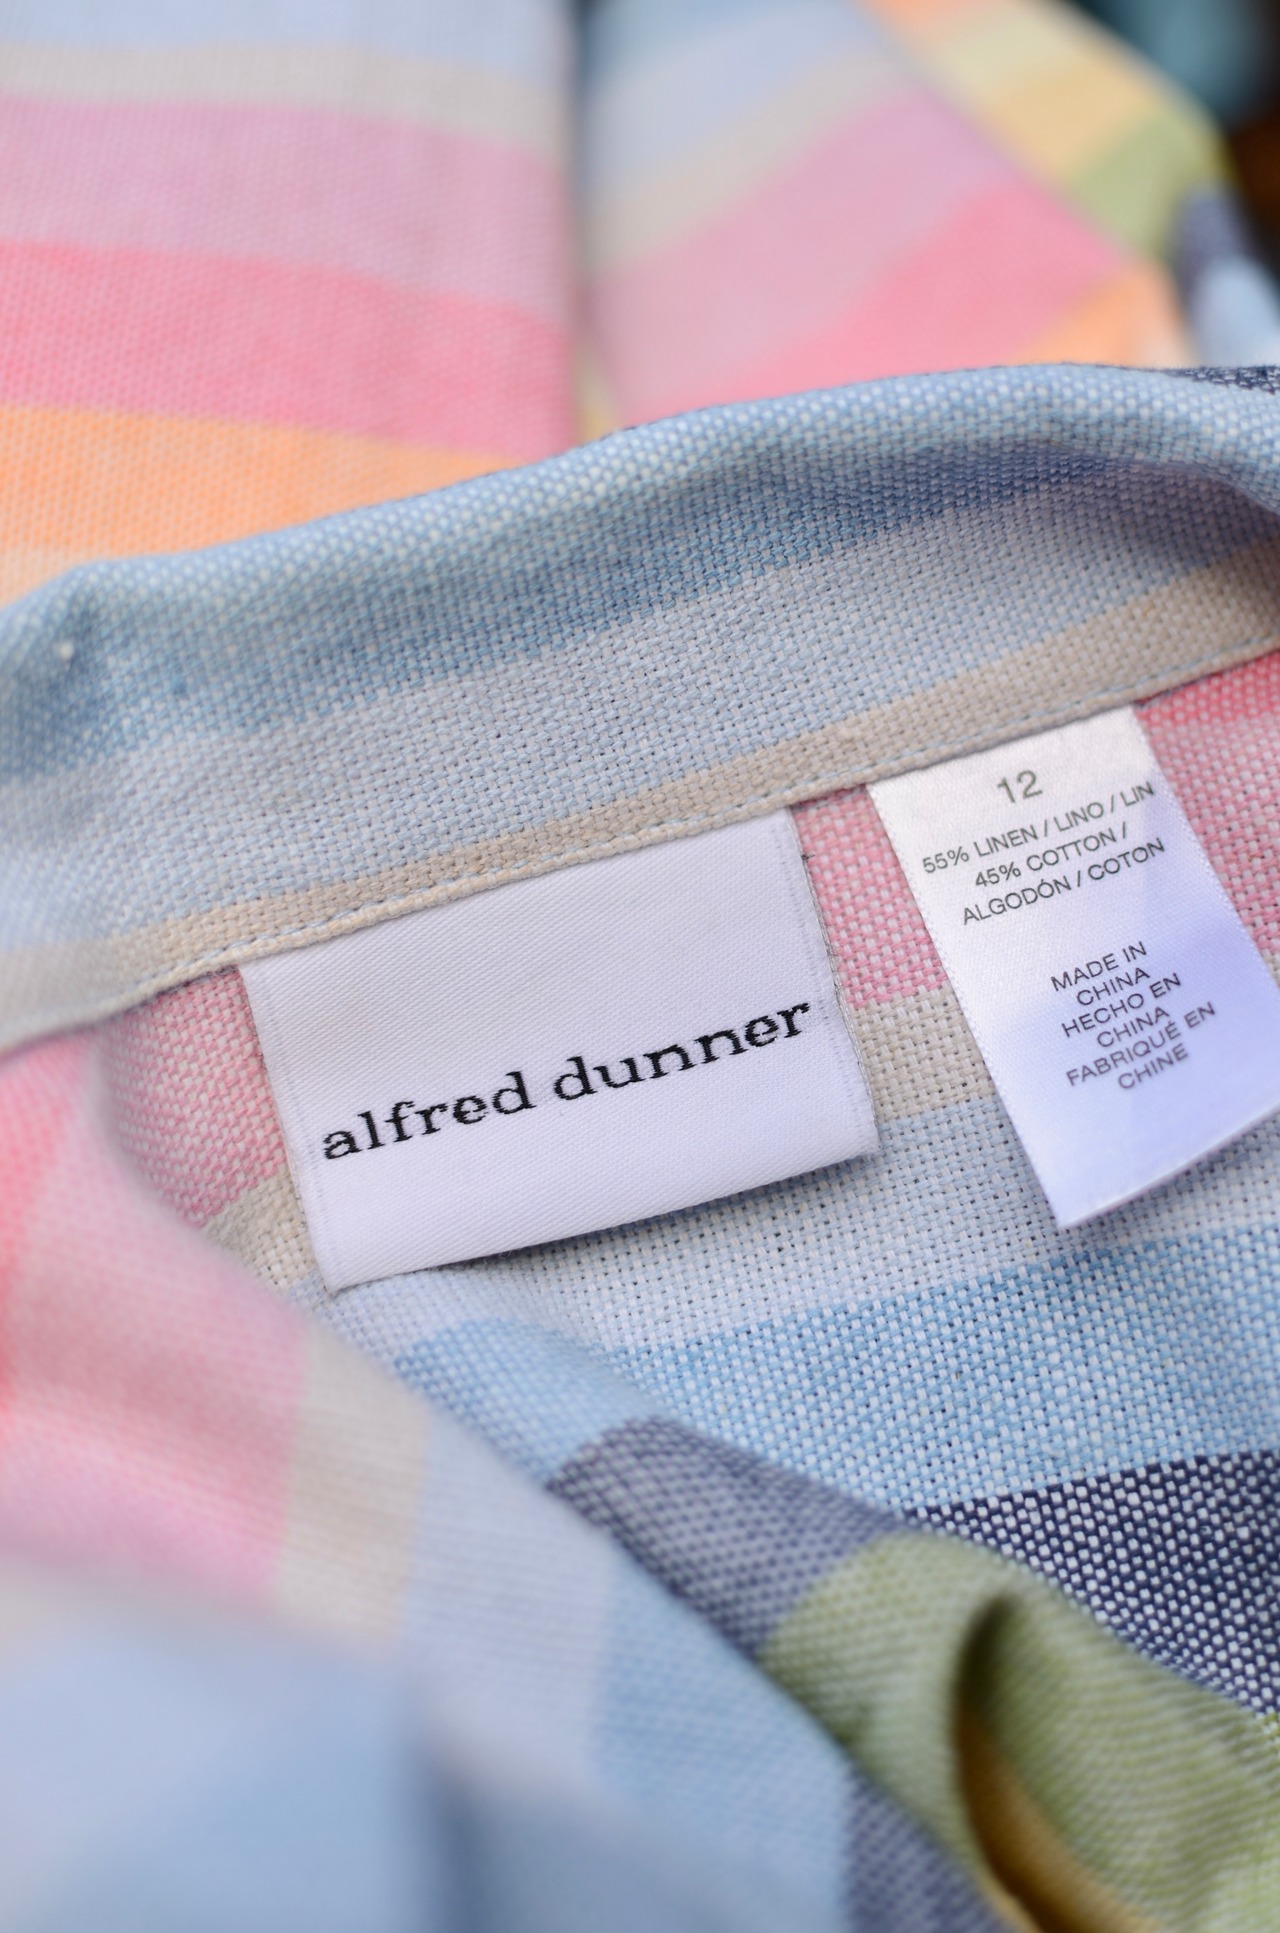 alfred dunner
12
55% LINEN / LINO / LIN
45% COTTON /
ALGODÓN / COTON
MADE IN
CHINA
HECHO EN
CHINA
FABRIQUÉ EN
CHINE